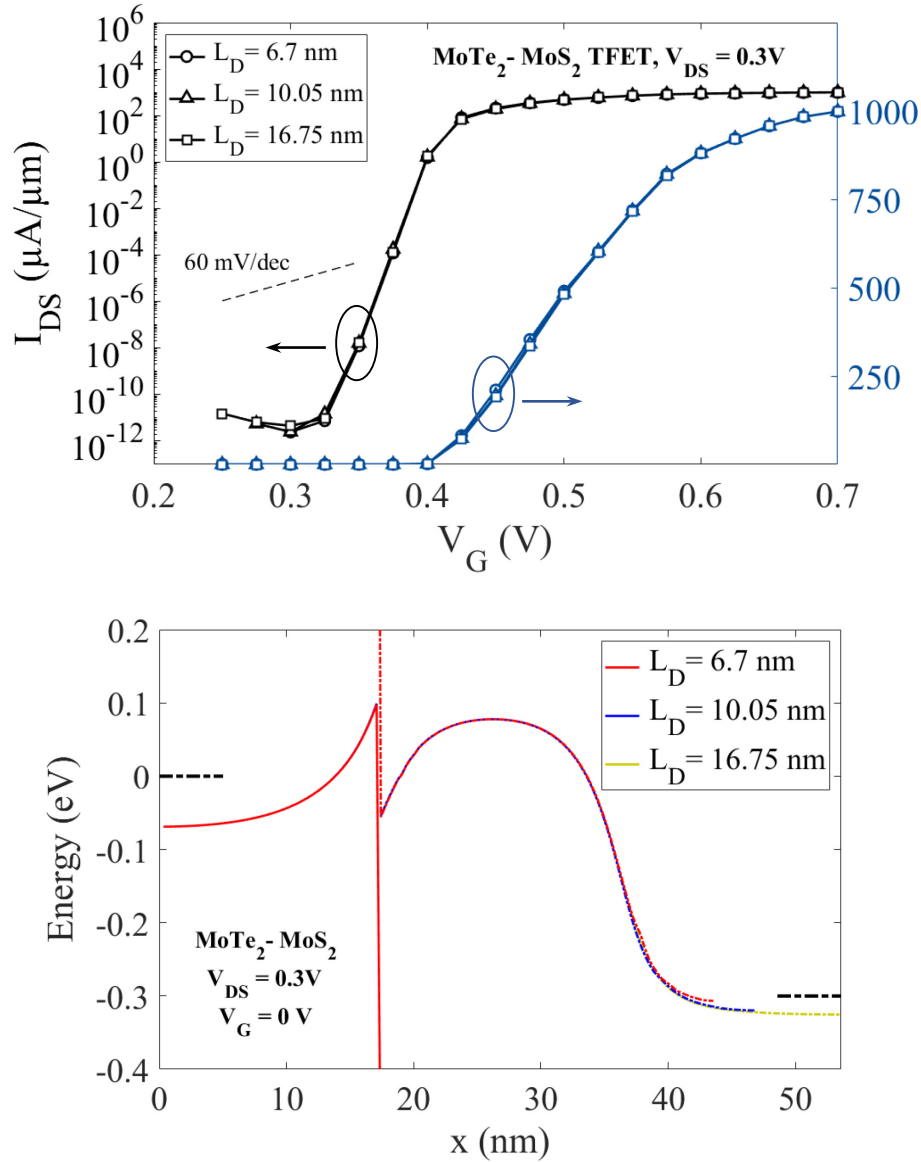 10^6
10^4
10^2
10^0
10^-2
10^-4
10^-6
10^-8
10^-10
10^-12
I_DS (μA/μm)
L_D= 6.7 nm
L_D= 10.05 nm
L_D= 16.75 nm
MoTe_2- MoS_2 TFET, V_DS = 0.3V
60 mV/dec
1000
750
500
250
0.2 0.3 0.4 0.5 0.6 0.7
V_G (V)
0.2
0.1
0
-0.1
-0.2
-0.3
-0.4
Energy (eV)
L_D= 6.7 nm
L_D= 10.05 nm
L_D= 16.75 nm
MoTe_2- MoS_2
V_DS = 0.3V
V_G = 0 V
0 10 20 30 40 50
x (nm)